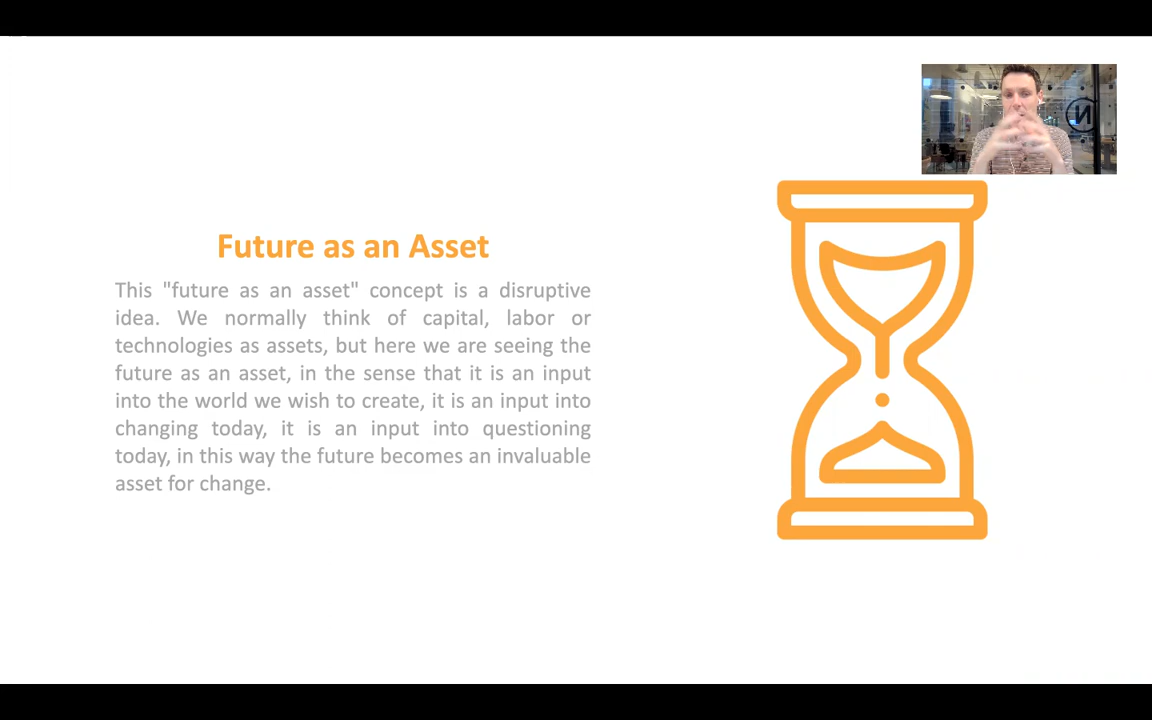 Future as an Asset
This "future as an asset" concept is a disruptive
idea. We normally think of capital, labor or
technologies as assets, but here we are seeing the
future as an asset, in the sense that it is an input
into the world we wish to create, it is an input into
changing today, it is an input into questioning
today, in this way the future becomes an invaluable
asset for change.